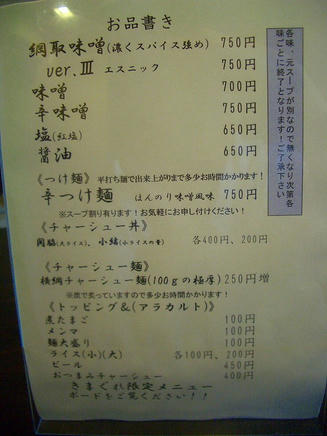 お品書き
綱取味噌(濃くスパイス強め) 750円
ver.Ⅲ エスニック 750円
味噌 700円
辛味噌 750円
塩(紅塩) 650円
醤油 650円
《つけ麺》平打ち麺で出来上がりまで多少お時間かかります!
辛つけ麺 ほんのり味噌風味 750円
※スープ割り有ります!お気軽にお申し付けください!
《チャーシュー丼》
関脇(大ライス)、小結(小ライスの量) 各400円、200円
《チャーシュー麺》
横綱チャーシュー麺(100gの極厚)250円増
※炭で炙っていますので多少お時間かかります!
《トッピング&(アラカルト)》
煮たまご 100円
メンマ 100円
麺大盛り 100円
ライス(小)(大) 各100円、200円
ビール 450円
おつまみチャーシュー 400円
きまぐれ限定メニュー
ボードをご覧ください!!
各味、元スープが別なので無くなり次第各
味ごとに終了となります!ご了承下さい